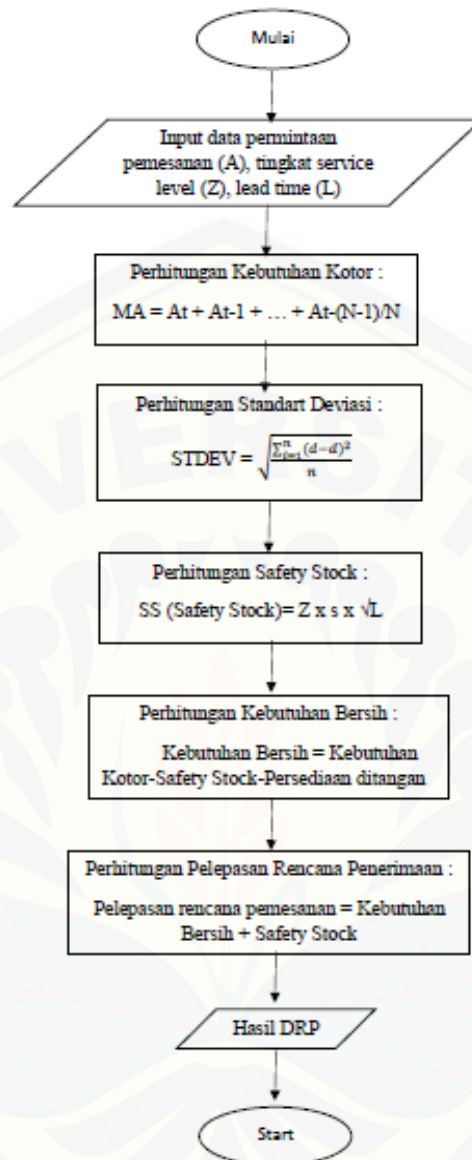 Mulai
Input data permintaan
pemesanan (A), tingkat service
level (Z), lead time (L)
Perhitungan Kebutuhan Kotor :
MA = At + At-1 + … + At-(N-1)/N
Perhitungan Standart Deviasi :
STDEV = √(∑ⁿᵢ₌₁(d−d)²/n)
Perhitungan Safety Stock :
SS (Safety Stock)= Z x s x √L
Perhitungan Kebutuhan Bersih :
Kebutuhan Bersih = Kebutuhan
Kotor-Safety Stock-Persediaan ditangan
Perhitungan Pelepasan Rencana Penerimaan :
Pelepasan rencana pemesanan = Kebutuhan
Bersih + Safety Stock
Hasil DRP
Start